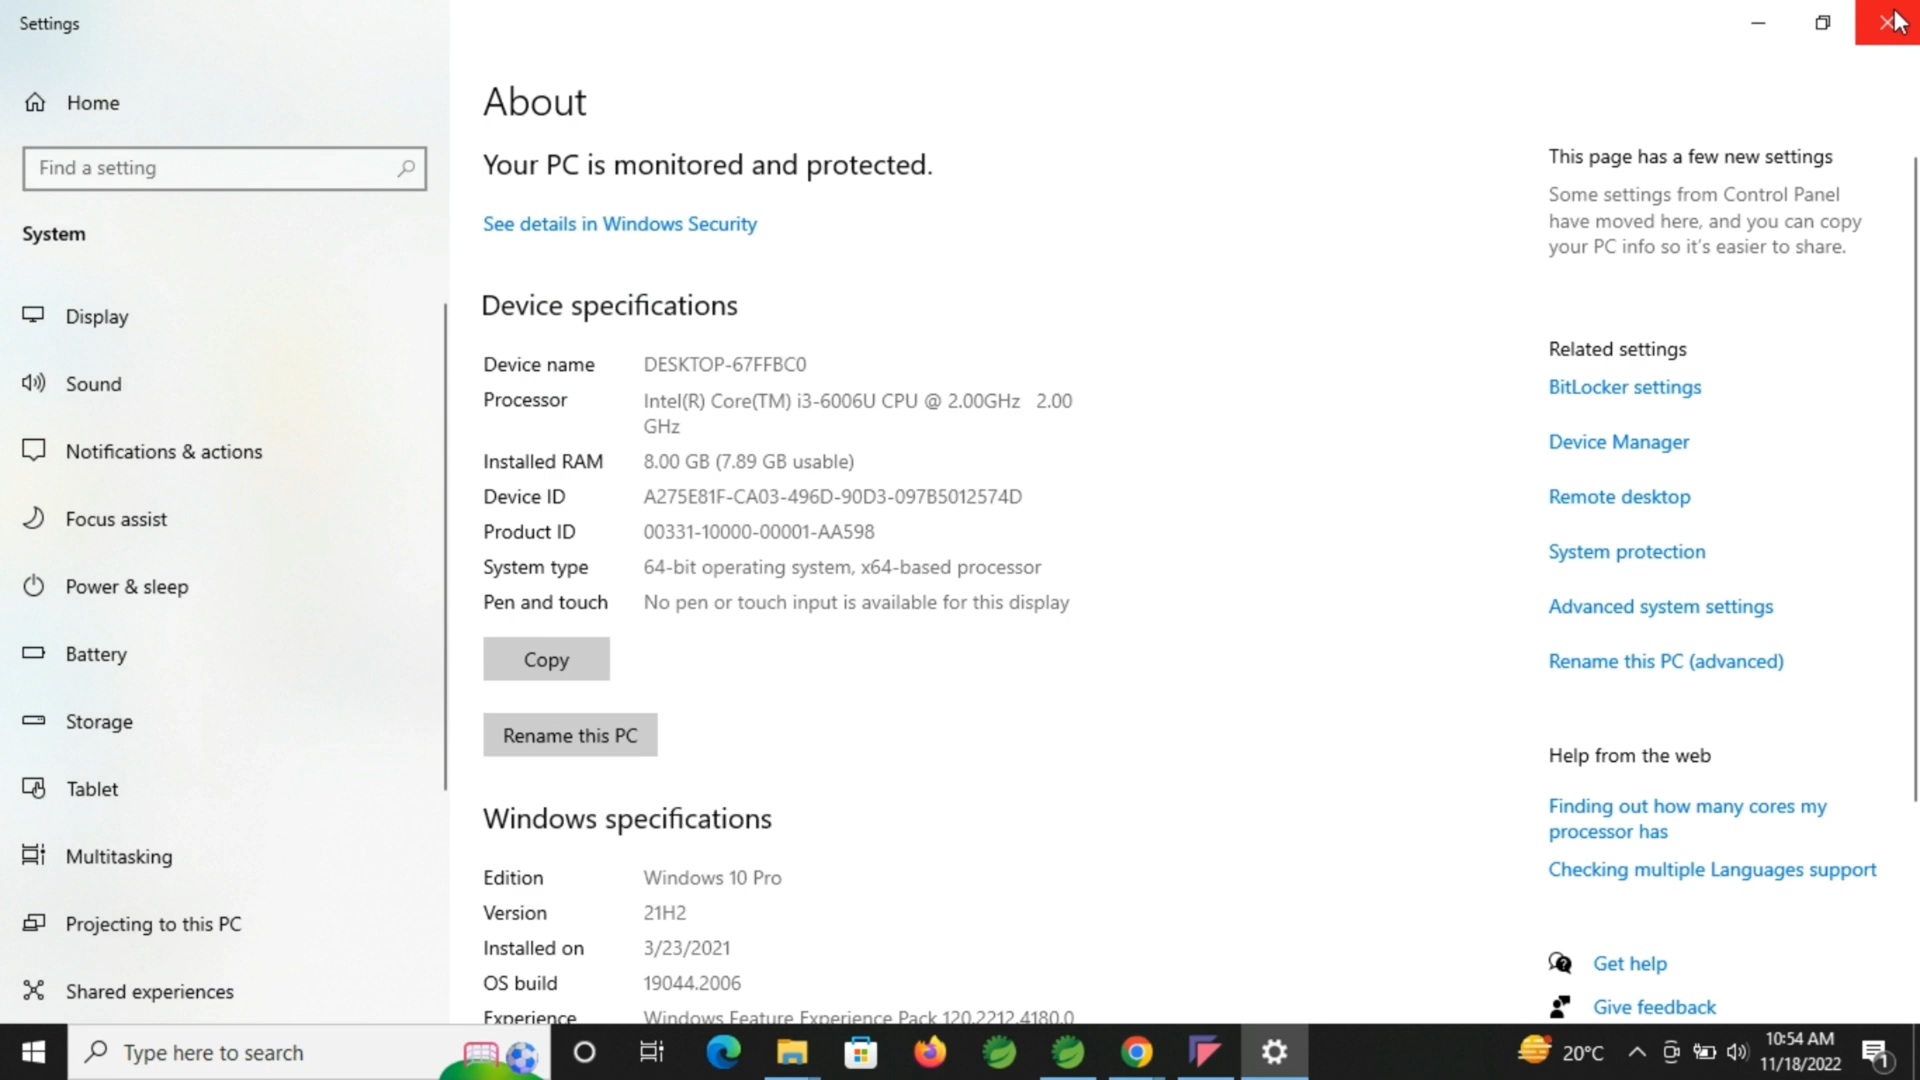 Settings
Home
Find a setting
System
Display
Sound
Notifications & actions
Focus assist
Power & sleep
Battery
Storage
Tablet
Multitasking
Projecting to this PC
Shared experiences
About
Your PC is monitored and protected.
See details in Windows Security
Device specifications
Device name DESKTOP-67FFBC0
Processor Intel(R) Core(TM) i3-6006U CPU @ 2.00GHz 2.00
GHz
Installed RAM 8.00 GB (7.89 GB usable)
Device ID A275E81F-CA03-496D-90D3-097B5012574D
Product ID 00331-10000-00001-AA598
System type 64-bit operating system, x64-based processor
Pen and touch No pen or touch input is available for this display
Copy
Rename this PC
Windows specifications
Edition Windows 10 Pro
Version 21H2
Installed on 3/23/2021
OS build 19044.2006
Experience Windows Feature Experience Pack 120.2212.4180.0
This page has a few new settings
Some settings from Control Panel
have moved here, and you can copy
your PC info so it's easier to share.
Related settings
BitLocker settings
Device Manager
Remote desktop
System protection
Advanced system settings
Rename this PC (advanced)
Help from the web
Finding out how many cores my
processor has
Checking multiple Languages support
Get help
Give feedback
Type here to search
20°C
10:54 AM
11/18/2022
1